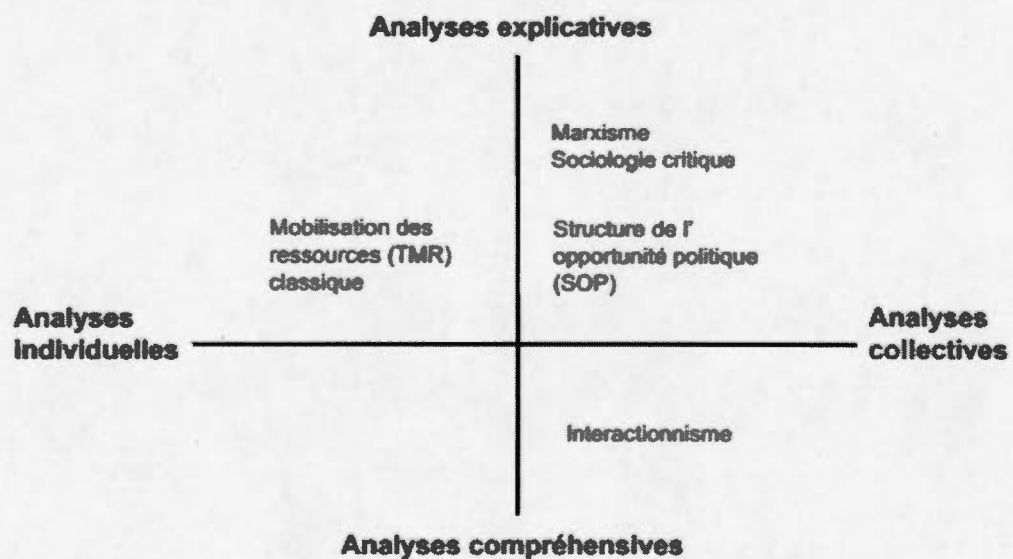 Analyses explicatives
Marxisme
Sociologie critique
Mobilisation des
ressources (TMR)
classique
Structure de l'
opportunité politique
(SOP)
Analyses
individuelles
Analyses
collectives
Interactionnisme
Analyses compréhensives